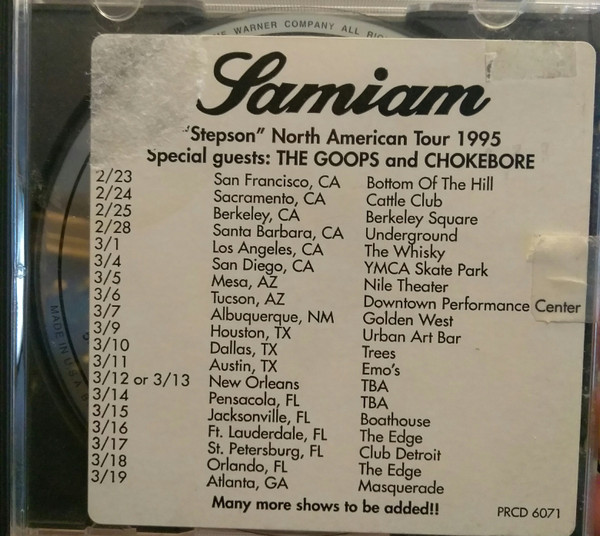 E WARNER COMPANY ALL RIG
Samiam
"Stepson" North American Tour 1995
Special guests: THE GOOPS and CHOKEBORE
2/23 San Francisco, CA Bottom Of The Hill
2/24 Sacramento, CA Cattle Club
2/25 Berkeley, CA Berkeley Square
2/28 Santa Barbara, CA Underground
3/1 Los Angeles, CA The Whisky
3/4 San Diego, CA YMCA Skate Park
3/5 Mesa, AZ Nile Theater
3/6 Tucson, AZ Downtown Performance Center
3/7 Albuquerque, NM Golden West
3/9 Houston, TX Urban Art Bar
3/10 Dallas, TX Trees
3/11 Austin, TX Emo's
3/12 or 3/13 New Orleans TBA
3/14 Pensacola, FL TBA
3/15 Jacksonville, FL Boathouse
3/16 Ft. Lauderdale, FL The Edge
3/17 St. Petersburg, FL Club Detroit
3/18 Orlando, FL The Edge
3/19 Atlanta, GA Masquerade
Many more shows to be added!!
PRCD 6071
MADE IN U.S.A.